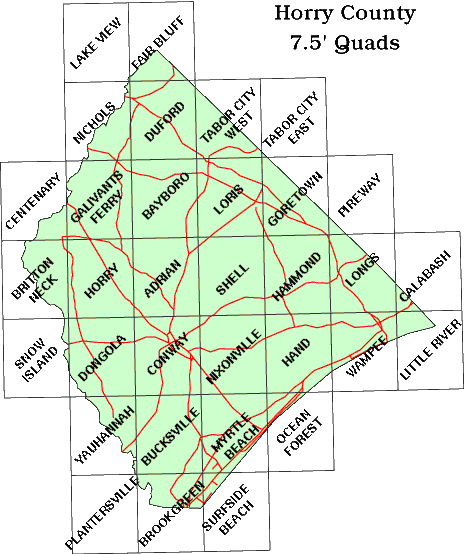 Horry County
7.5' Quads
LAKE VIEW
FAIR BLUFF
NICHOLS
DUFORD
TABOR CITY
WEST
TABOR CITY
EAST
CENTENARY
GALIVANTS
FERRY
BAYBORO
LORIS
GORETOWN
PIREWAY
BRITTON
NECK
HORRY
ADRIAN
SHELL
HAMMOND
LONGS
CALABASH
SNOW
ISLAND
DONGOLA
CONWAY
NIXONVILLE
HAND
WAMPEE
LITTLE RIVER
YAUHANNAH
BUCKSVILLE
MYRTLE
BEACH
OCEAN
FOREST
PLANTERSVILLE
BROOKGREEN
SURFSIDE
BEACH